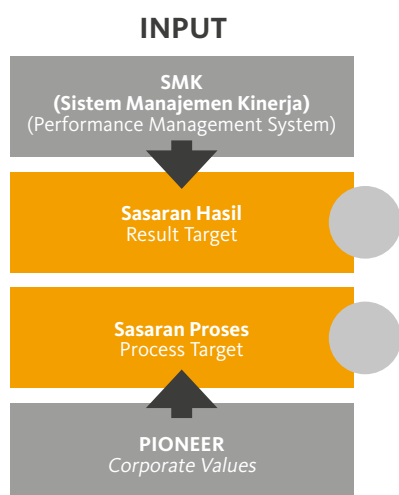 INPUT
SMK
(Sistem Manajemen Kinerja)
(Performance Management System)
Sasaran Hasil
Result Target
Sasaran Proses
Process Target
PIONEER
Corporate Values